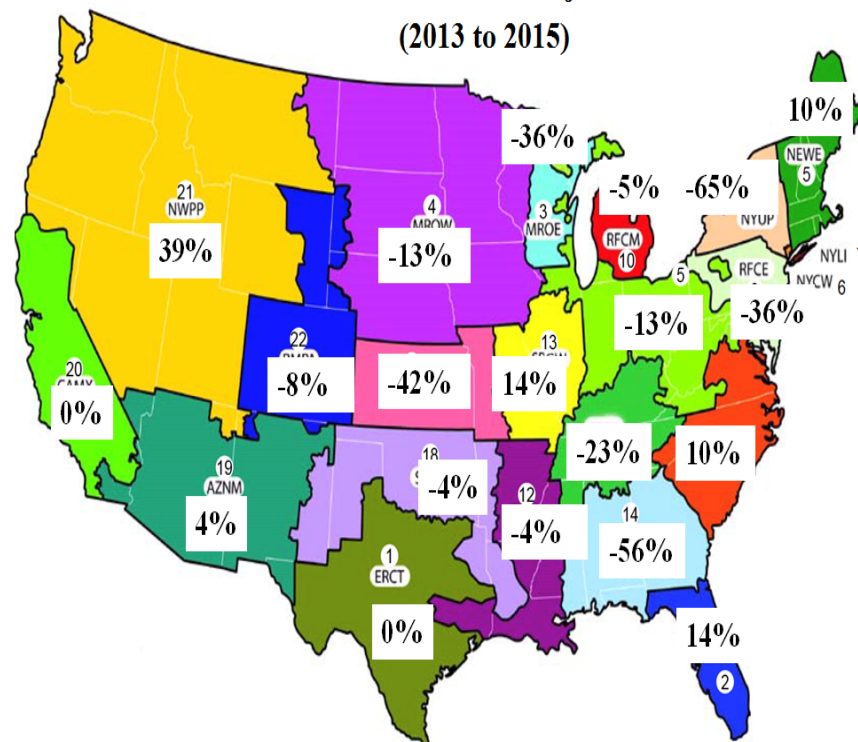 (2013 to 2015)
10%
-36%
NEWE
5
-5%
-65%
21
NWPP
4
MROW
3
MROE
NYUP
RFCM
10
5
RFCE
NYLI
NYCW 6
39%
-13%
-36%
-13%
22
13
20
CAMX
-8%
-42%
14%
0%
-23%
10%
19
AZNM
18
-4%
12
14
4%
-4%
-56%
1
ERCT
0%
14%
2